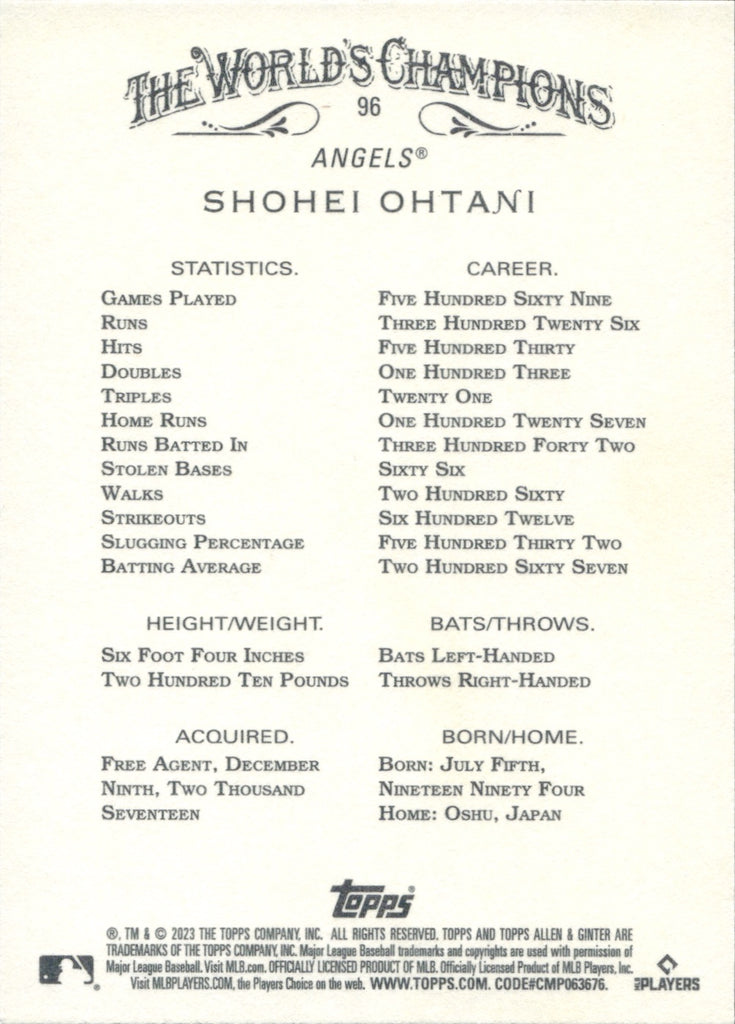 THE WORLD'S CHAMPIONS
96
ANGELS®
SHOHEI OHTANI
STATISTICS. CAREER.
GAMES PLAYED FIVE HUNDRED SIXTY NINE
RUNS THREE HUNDRED TWENTY SIX
HITS FIVE HUNDRED THIRTY
DOUBLES ONE HUNDRED THREE
TRIPLES TWENTY ONE
HOME RUNS ONE HUNDRED TWENTY SEVEN
RUNS BATTED IN THREE HUNDRED FORTY TWO
STOLEN BASES SIXTY SIX
WALKS TWO HUNDRED SIXTY
STRIKEOUTS SIX HUNDRED TWELVE
SLUGGING PERCENTAGE FIVE HUNDRED THIRTY TWO
BATTING AVERAGE TWO HUNDRED SIXTY SEVEN
HEIGHT/WEIGHT. BATS/THROWS.
SIX FOOT FOUR INCHES BATS LEFT-HANDED
TWO HUNDRED TEN POUNDS THROWS RIGHT-HANDED
ACQUIRED. BORN/HOME.
FREE AGENT, DECEMBER BORN: JULY FIFTH,
NINTH, TWO THOUSAND NINETEEN NINETY FOUR
SEVENTEEN HOME: OSHU, JAPAN
TOPPS®
®, TM & © 2023 THE TOPPS COMPANY, INC. ALL RIGHTS RESERVED. TOPPS AND TOPPS ALLEN & GINTER ARE
TRADEMARKS OF THE TOPPS COMPANY, INC. Major League Baseball trademarks and copyrights are used with permission of
Major League Baseball. Visit MLB.com. OFFICIALLY LICENSED PRODUCT OF MLB. Officially Licensed Product of MLB Players, Inc.
Visit MLBPLAYERS.COM, the Players Choice on the web. WWW.TOPPS.COM. CODE#CMP063676.
MLB PLAYERS